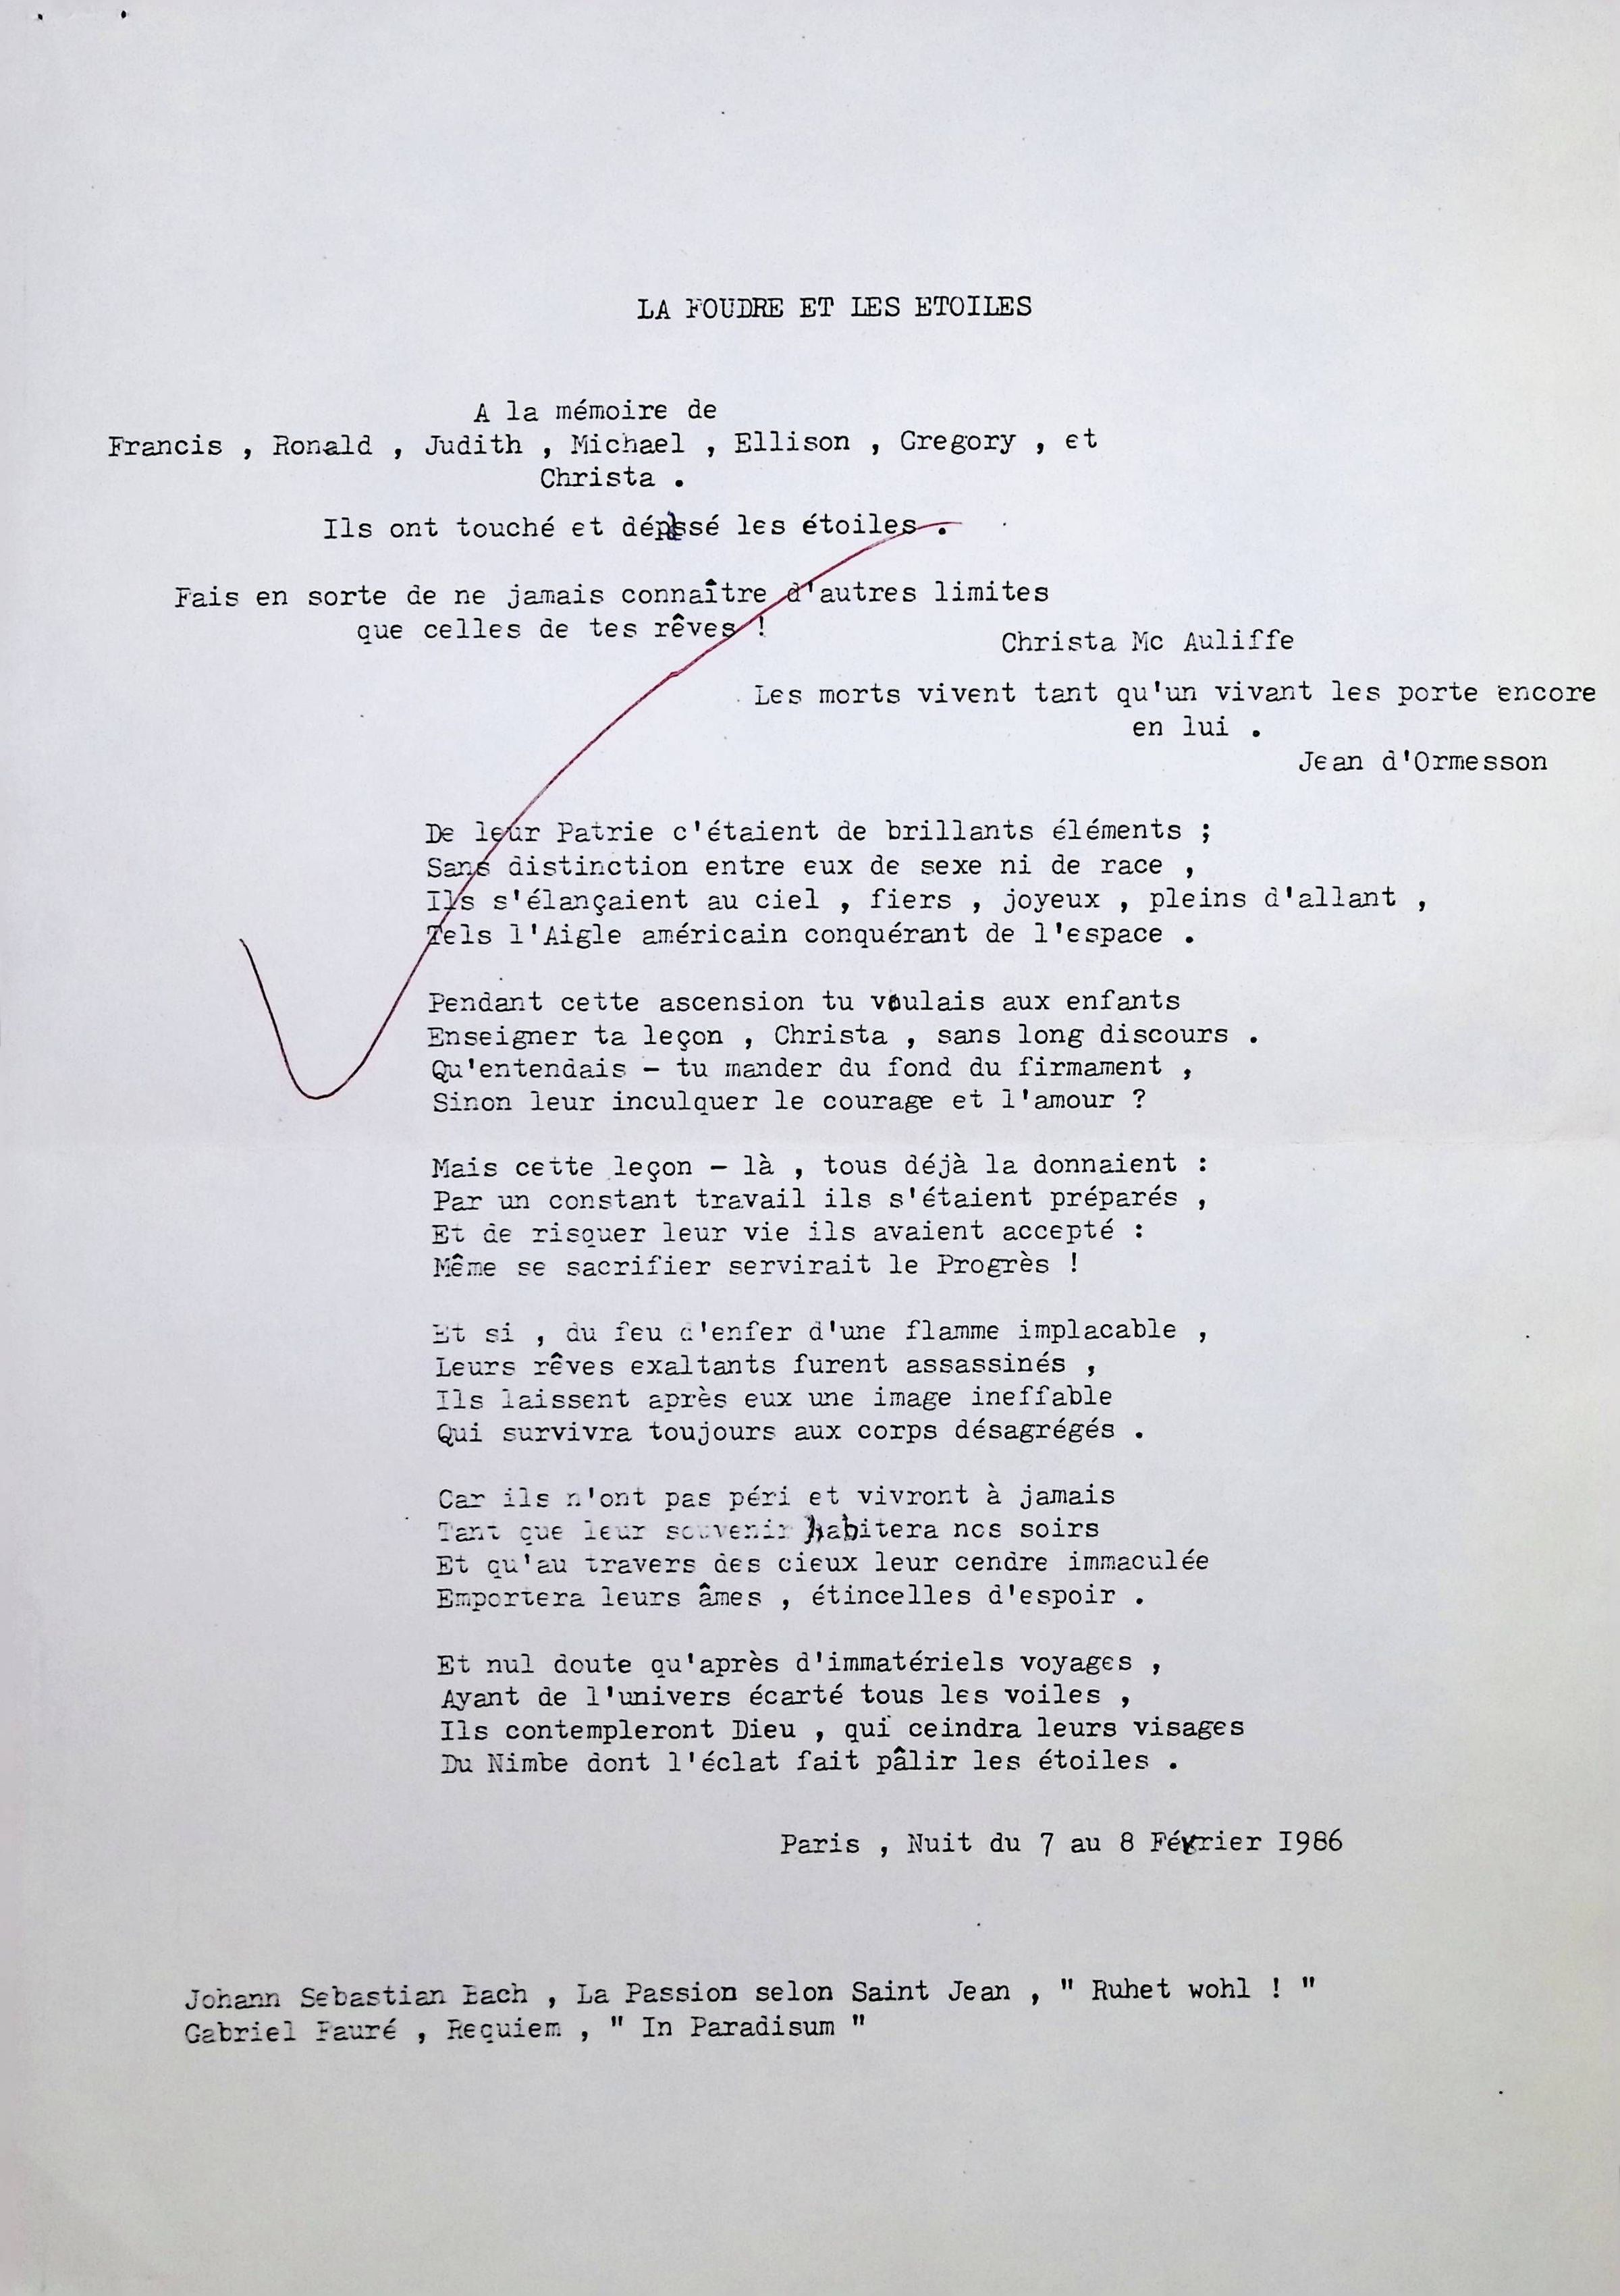 LA FOUDRE ET LES ETOILES
A la mémoire de
Francis , Ronald , Judith , Michael , Ellison , Gregory , et
Christa .
Ils ont touché et dépassé les étoiles .
Fais en sorte de ne jamais connaître d'autres limites
que celles de tes rêves !
Christa Mc Auliffe
Les morts vivent tant qu'un vivant les porte encore
en lui .
Jean d'Ormesson
De leur Patrie c'étaient de brillants éléments ;
Sans distinction entre eux de sexe ni de race ,
Ils s'élançaient au ciel , fiers , joyeux , pleins d'allant ,
Tels l'Aigle américain conquérant de l'espace .
Pendant cette ascension tu voulais aux enfants
Enseigner ta leçon , Christa , sans long discours .
Qu'entendais - tu mander du fond du firmament ,
Sinon leur inculquer le courage et l'amour ?
Mais cette leçon - là , tous déjà la donnaient :
Par un constant travail ils s'étaient préparés ,
Et de risquer leur vie ils avaient accepté :
Même se sacrifier servirait le Progrès !
Et si , du feu d'enfer d'une flamme implacable ,
Leurs rêves exaltants furent assassinés ,
Ils laissent après eux une image ineffable
Qui survivra toujours aux corps désagrégés .
Car ils n'ont pas péri et vivront à jamais
Tant que leur souvenir habitera nos soirs
Et qu'au travers des cieux leur cendre immaculée
Emportera leurs âmes , étincelles d'espoir .
Et nul doute qu'après d'immatériels voyages ,
Ayant de l'univers écarté tous les voiles ,
Ils contempleront Dieu , qui ceindra leurs visages
Du Nimbe dont l'éclat fait pâlir les étoiles .
Paris , Nuit du 7 au 8 Février I986
Johann Sebastian Bach , La Passion selon Saint Jean , " Ruhet wohl ! "
Gabriel Fauré , Requiem , " In Paradisum "